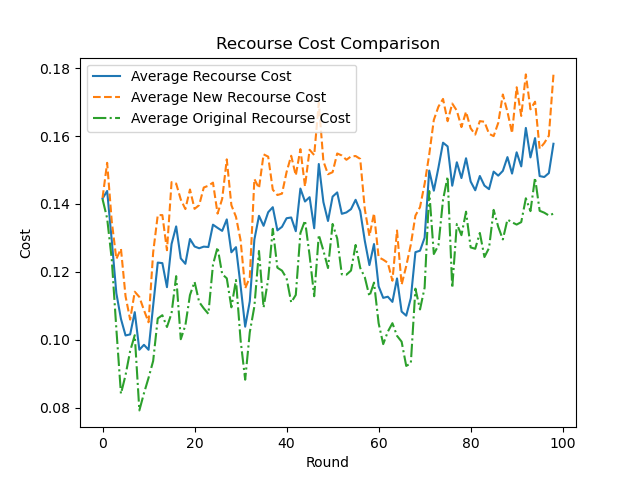 Recourse Cost Comparison
Average Recourse Cost
Average New Recourse Cost
Average Original Recourse Cost
0.18
0.16
0.14
0.12
0.10
0.08
Cost
0
20
40
60
80
100
Round